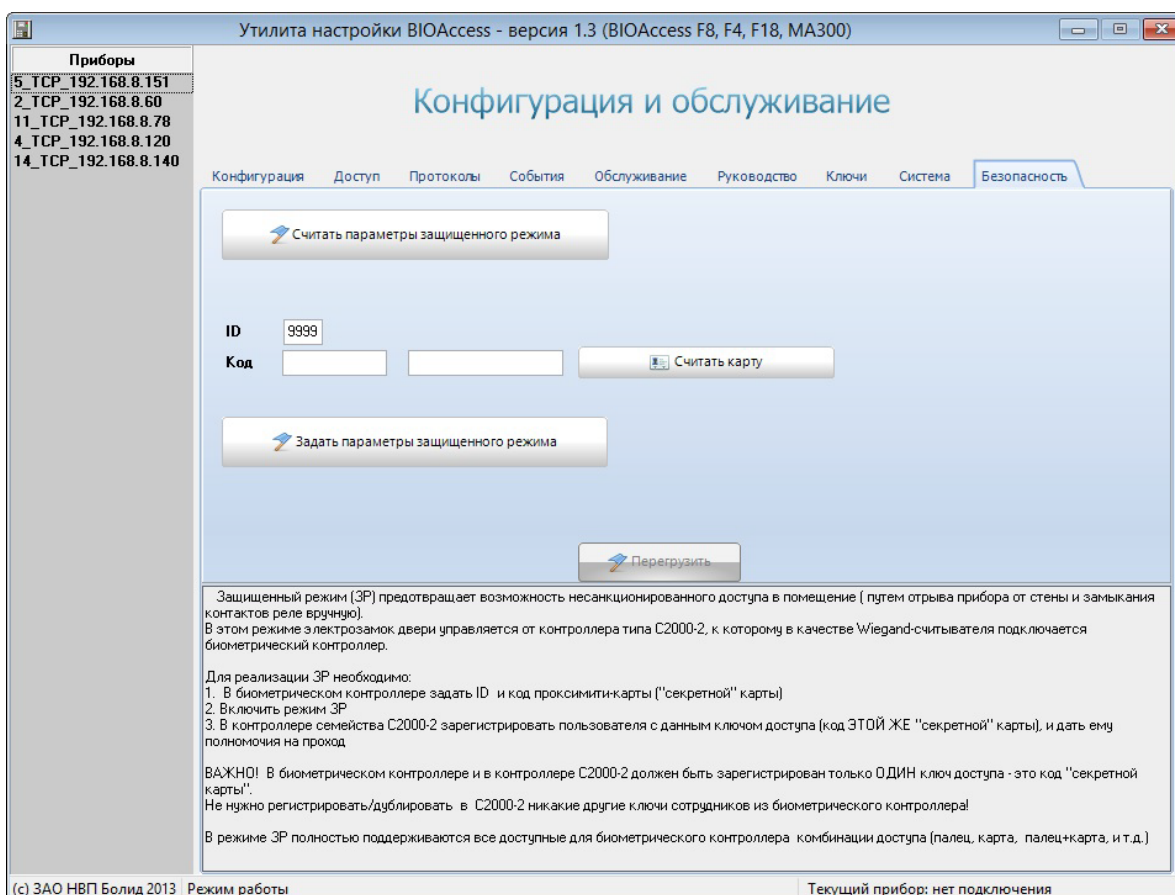 Утилита настройки BIOAccess - версия 1.3 (BIOAccess F8, F4, F18, MA300)
Приборы
5_TCP_192.168.8.151
2_TCP_192.168.8.60
11_TCP_192.168.8.78
4_TCP_192.168.8.120
14_TCP_192.168.8.140
Конфигурация и обслуживание
Конфигурация Доступ Протоколы События Обслуживание Руководство Ключи Система Безопасность
Считать параметры защищенного режима
ID 9999
Код Считать карту
Задать параметры защищенного режима
Перегрузить
Защищенный режим (ЗР) предотвращает возможность несанкционированного доступа в помещение ( путем отрыва прибора от стены и замыкания
контактов реле вручную).
В этом режиме электрозамок двери управляется от контроллера типа С2000-2, к которому в качестве Wiegand-считывателя подключается
биометрический контроллер.
Для реализации ЗР необходимо:
1. В биометрическом контроллере задать ID и код проксимити-карты ("секретной" карты)
2. Включить режим ЗР
3. В контроллере семейства С2000-2 зарегистрировать пользователя с данным ключом доступа (код ЭТОЙ ЖЕ "секретной" карты), и дать ему
полномочия на проход
ВАЖНО! В биометрическом контроллере и в контроллере С2000-2 должен быть зарегистрирован только ОДИН ключ доступа - это код "секретной
карты".
Не нужно регистрировать/дублировать в С2000-2 никакие другие ключи сотрудников из биометрического контроллера!
В режиме ЗР полностью поддерживаются все доступные для биометрического контроллера комбинации доступа (палец, карта, палец+карта, и т.д.)
(с) ЗАО НВП Болид 2013 Режим работы Текущий прибор: нет подключения